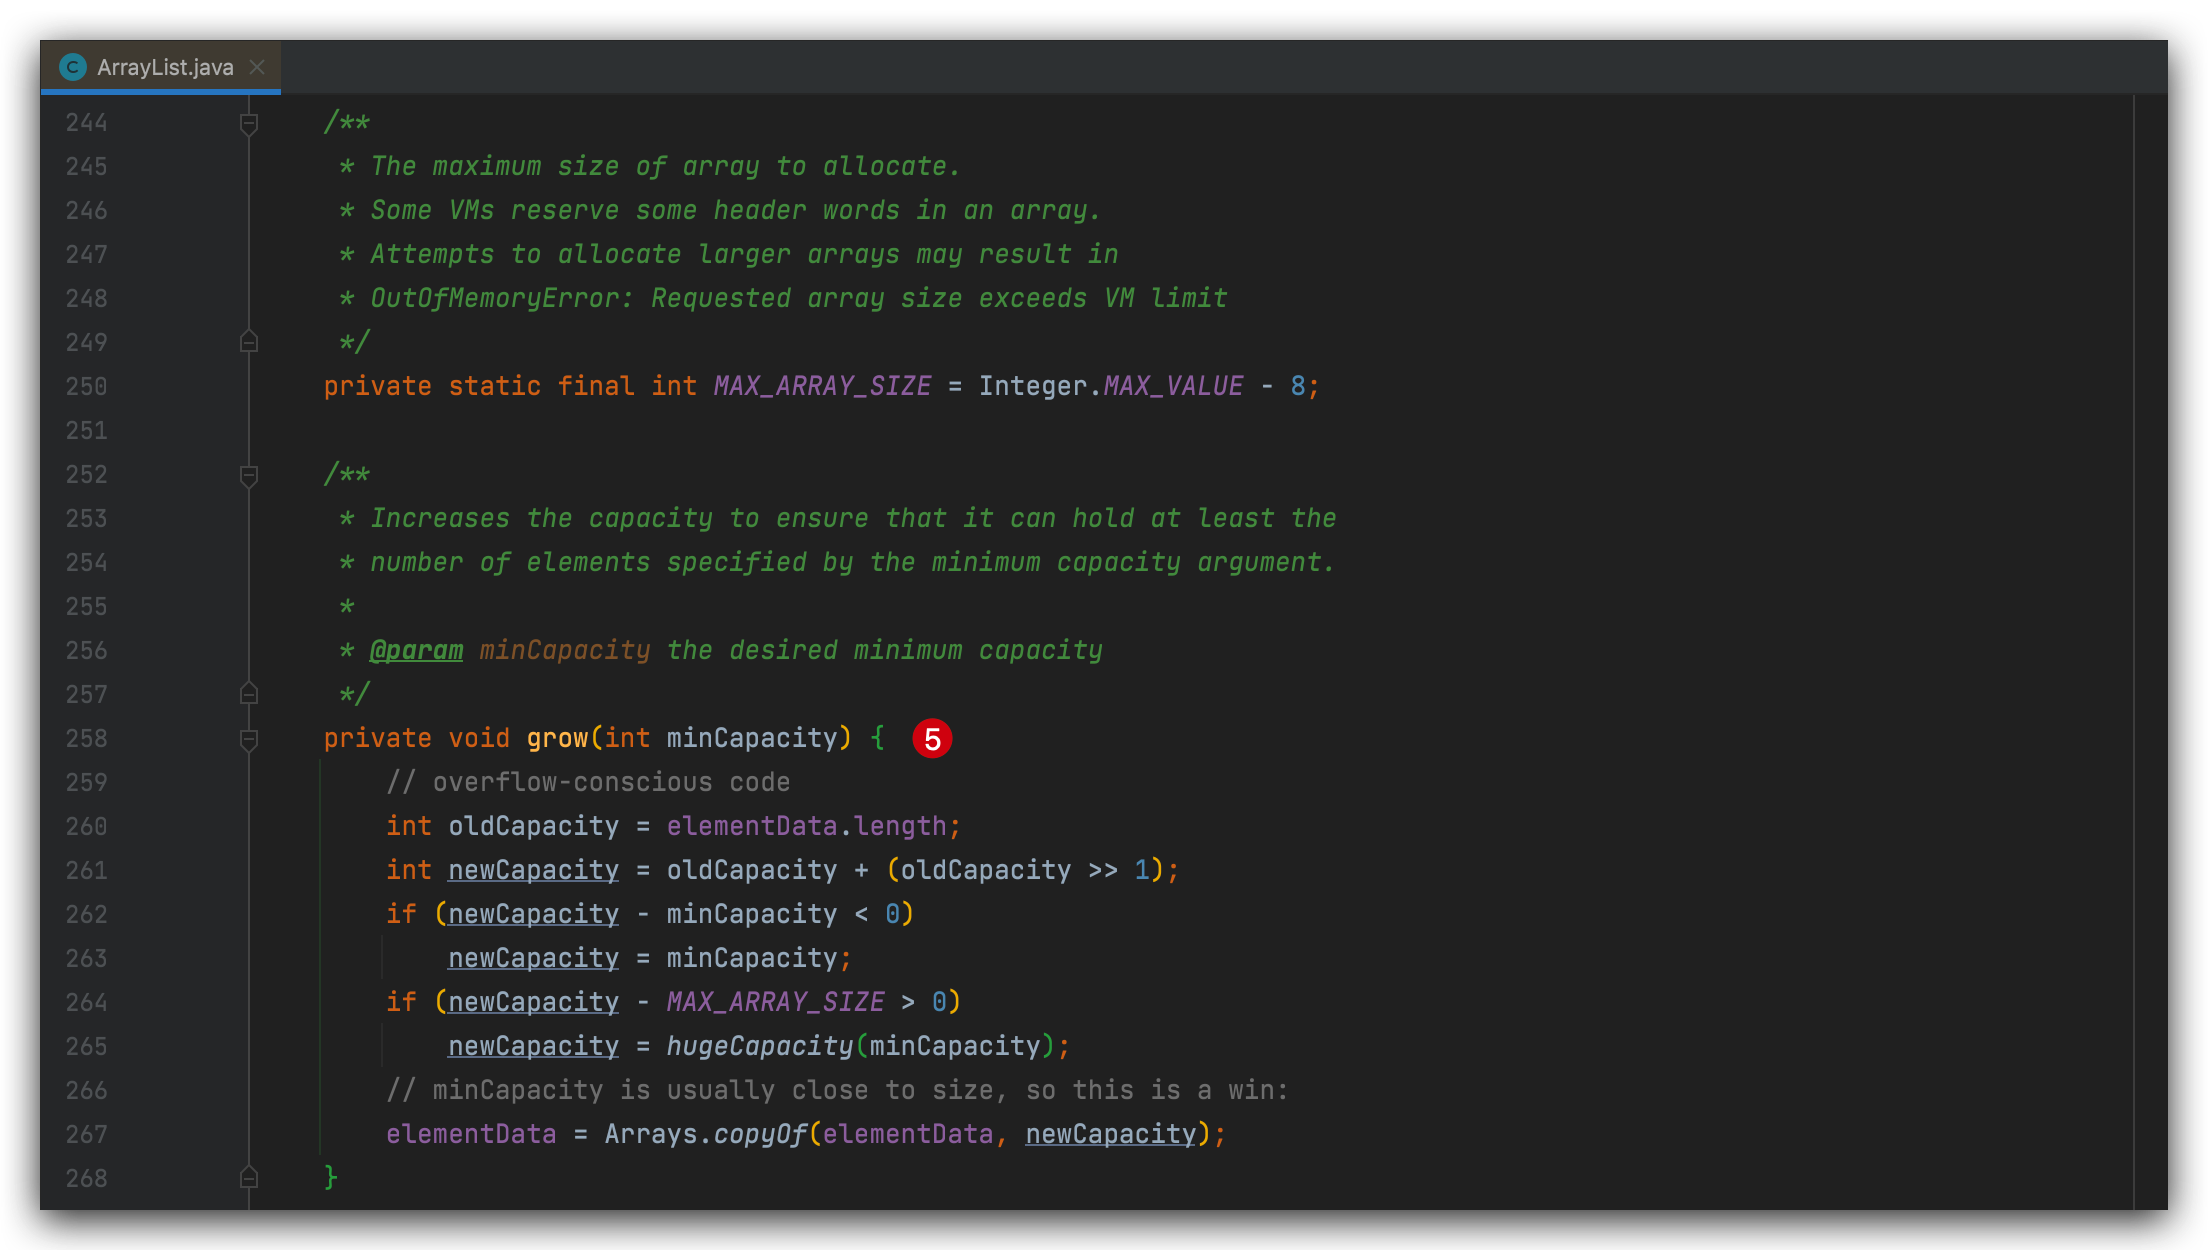 C ArrayList.java
244 /**
245 * The maximum size of array to allocate.
246 * Some VMs reserve some header words in an array.
247 * Attempts to allocate larger arrays may result in
248 * OutOfMemoryError: Requested array size exceeds VM limit
249 */
250 private static final int MAX_ARRAY_SIZE = Integer.MAX_VALUE - 8;
251
252 /**
253 * Increases the capacity to ensure that it can hold at least the
254 * number of elements specified by the minimum capacity argument.
255 *
256 * @param minCapacity the desired minimum capacity
257 */
258 private void grow(int minCapacity) { 5
259 // overflow-conscious code
260 int oldCapacity = elementData.length;
261 int newCapacity = oldCapacity + (oldCapacity >> 1);
262 if (newCapacity - minCapacity < 0)
263 newCapacity = minCapacity;
264 if (newCapacity - MAX_ARRAY_SIZE > 0)
265 newCapacity = hugeCapacity(minCapacity);
266 // minCapacity is usually close to size, so this is a win:
267 elementData = Arrays.copyOf(elementData, newCapacity);
268 }